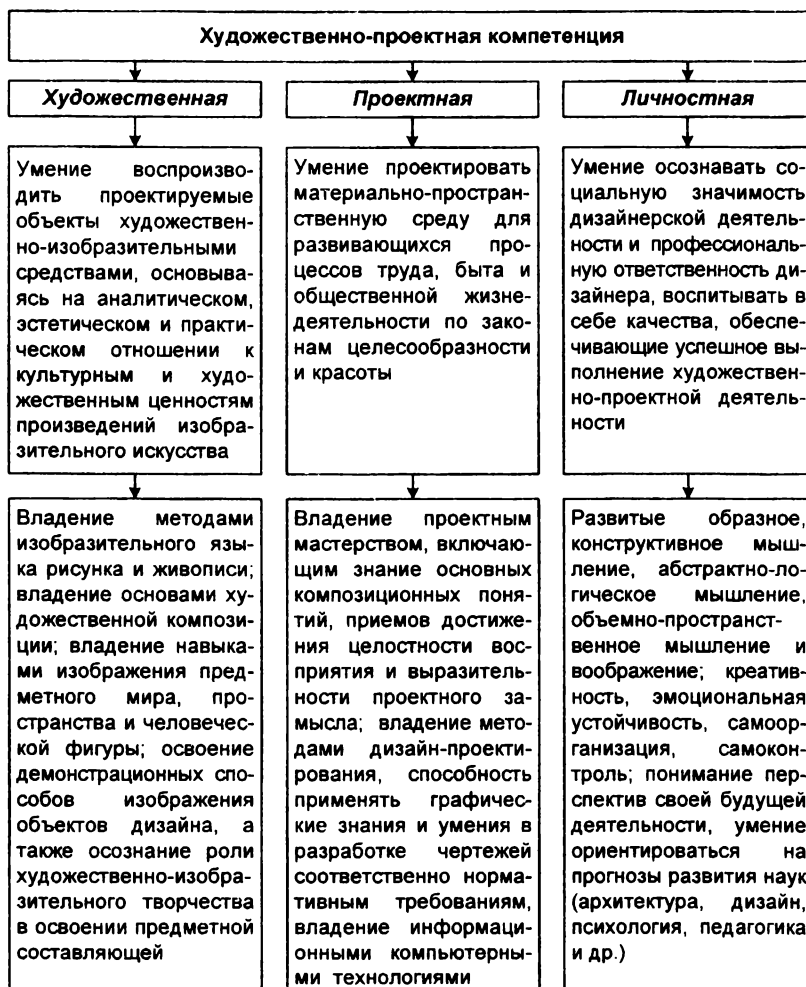 Художественно-проектная компетенция
Художественная
Проектная
Личностная
Умение воспроизво-
дить проектируемые
объекты художествен-
но-изобразительными
средствами, основыва-
ясь на аналитическом,
эстетическом и практи-
ческом отношении к
культурным и худо-
жественным ценностям
произведений изобра-
зительного искусства
Умение проектировать
материально-простран-
ственную среду для
развивающихся про-
цессов труда, быта и
общественной жизне-
деятельности по зако-
нам целесообразности
и красоты
Умение осознавать со-
циальную значимость
дизайнерской деятель-
ности и профессиональ-
ную ответственность ди-
зайнера, воспитывать в
себе качества, обеспе-
чивающие успешное вы-
полнение художествен-
но-проектной деятель-
ности
Владение методами
изобразительного язы-
ка рисунка и живописи;
владение основами ху-
дожественной компози-
ции; владение навыка-
ми изображения пред-
метного мира, про-
странства и человечес-
кой фигуры; освоение
демонстрационных спо-
собов изображения
объектов дизайна, а
также осознание роли
художественно-изобра-
зительного творчества
в освоении предметной
составляющей
Владение проектным
мастерством, включаю-
щим знание основных
композиционных поня-
тий, приемов достиже-
ния целостности вос-
приятия и выразитель-
ности проектного за-
мысла; владение мето-
дами дизайн-проекти-
рования, способность
применять графичес-
кие знания и умения в
разработке чертежей
соответственно норма-
тивным требованиям,
владение информаци-
онными компьютерны-
ми технологиями
Развитые образное,
конструктивное мыш-
ление, абстрактно-ло-
гическое мышление,
объемно-пространст-
венное мышление и
воображение; креатив-
ность, эмоциональная
устойчивость, самоор-
ганизация, самокон-
троль; понимание пер-
спектив своей будущей
деятельности, умение
ориентироваться на
прогнозы развития наук
(архитектура, дизайн,
психология, педагогика
и др.)